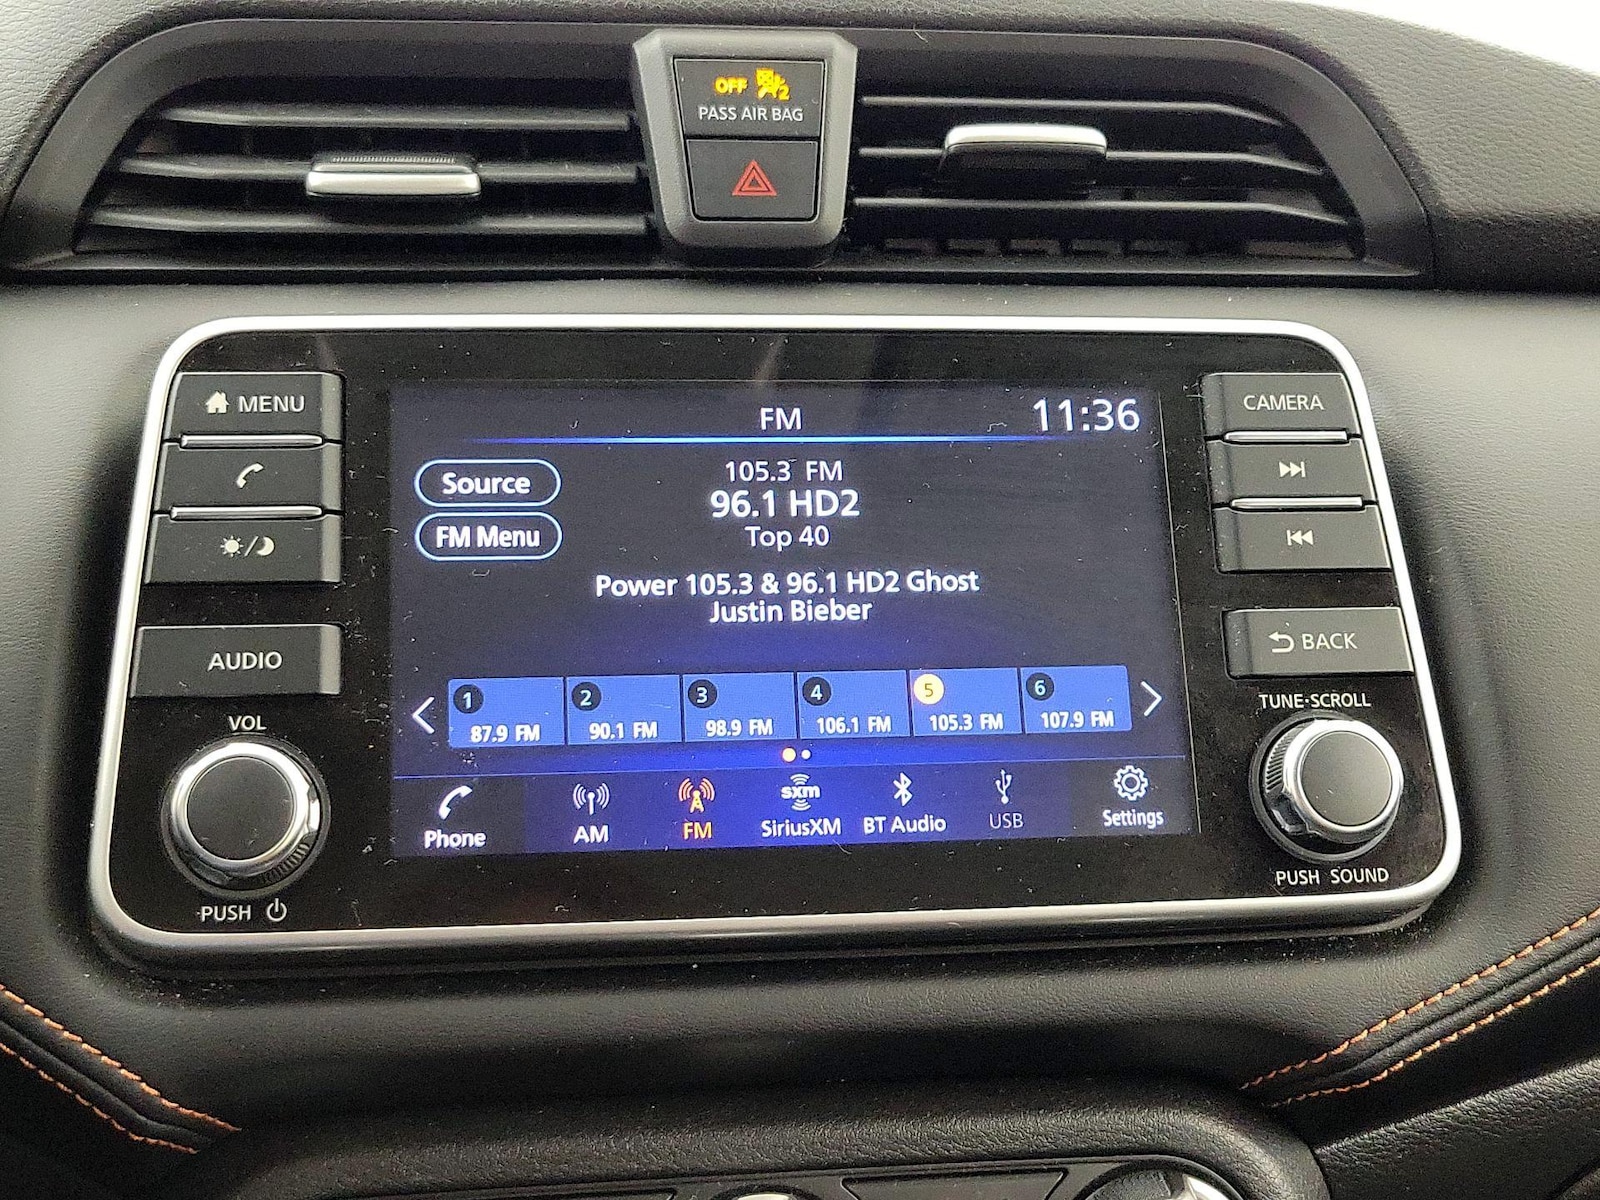 OFF 2
PASS AIR BAG
MENU
CAMERA
FM
11:36
Source
FM Menu
105.3 FM
96.1 HD2
Top 40
Power 105.3 & 96.1 HD2 Ghost
Justin Bieber
AUDIO
BACK
VOL
TUNE·SCROLL
1 2 3 4 5 6
87.9 FM 90.1 FM 98.9 FM 106.1 FM 105.3 FM 107.9 FM
sxm
Phone AM FM SiriusXM BT Audio USB Settings
PUSH
PUSH SOUND